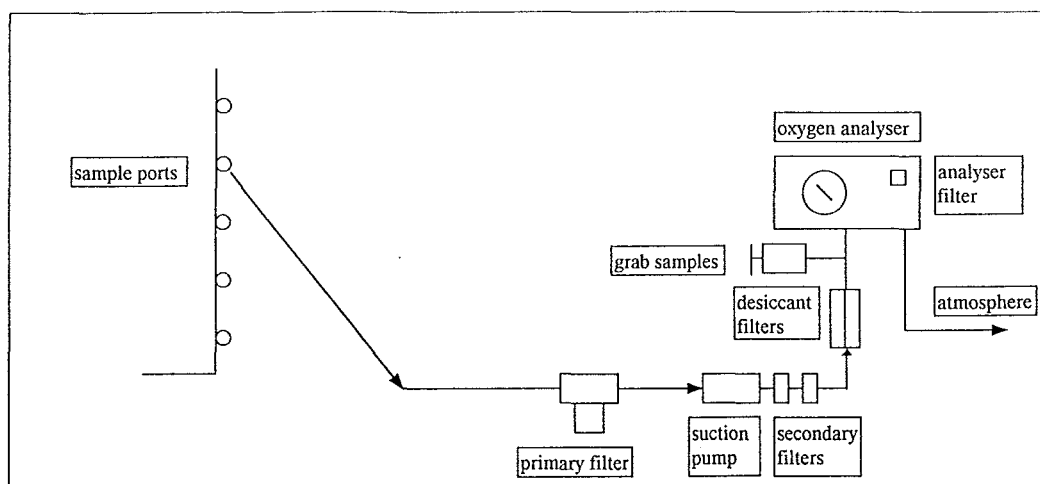 oxygen analyser
sample ports
analyser
filter
grab samples
desiccant
filters
atmosphere
primary filter
suction
pump
secondary
filters